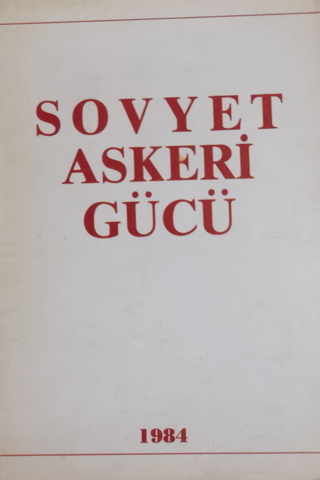 SOVYET
ASKERİ
GÜCÜ
1984